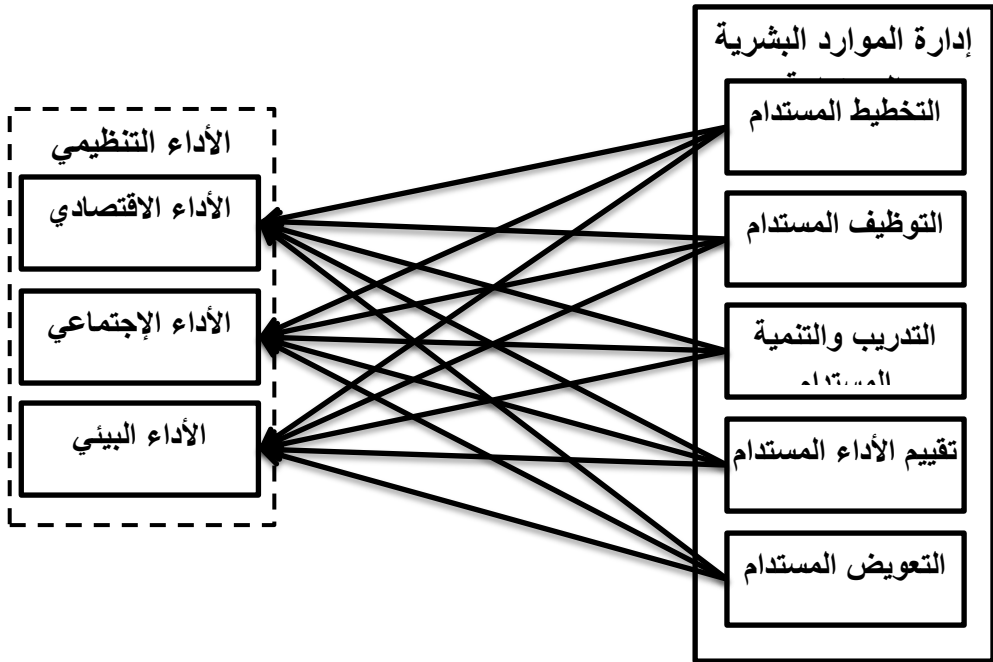 إدارة الموارد البشرية
التخطيط المستدام
التوظيف المستدام
التدريب والتنمية
المستدام
تقييم الأداء المستدام
التعويض المستدام
الأداء التنظيمي
الأداء الاقتصادي
الأداء الإجتماعي
الأداء البيئي